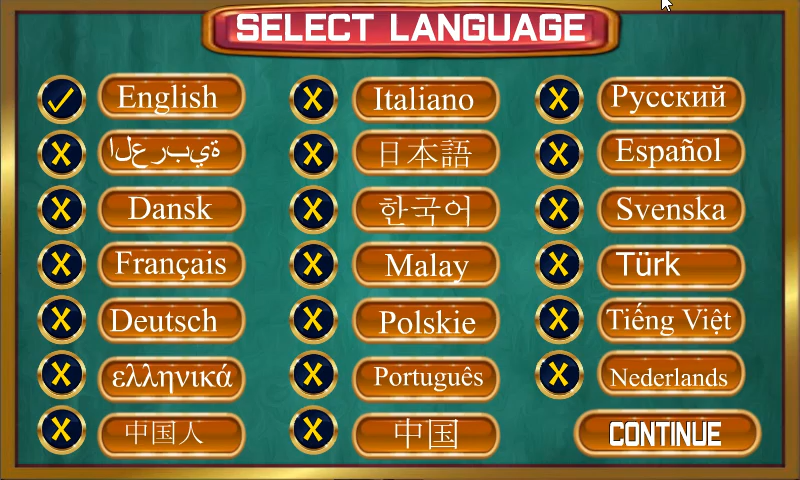 SELECT LANGUAGE
English
Italiano
Русский
العربية
日本語
Español
Dansk
한국어
Svenska
Français
Malay
Türk
Deutsch
Polskie
Tiếng Việt
ελληνικά
Português
Nederlands
中国人
中国
CONTINUE